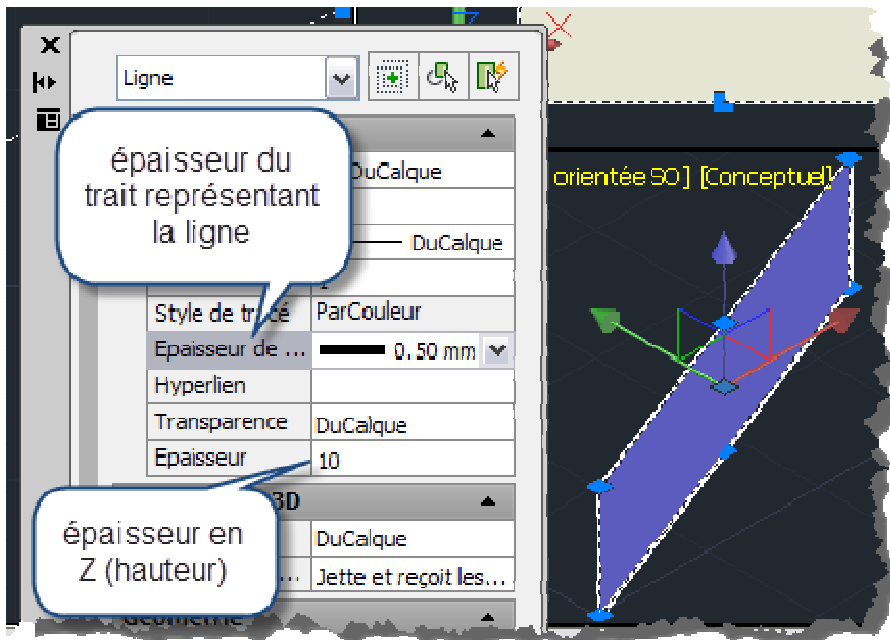 Ligne
épaisseur du
trait représentant
la ligne
DuCalque
DuCalque
Style de tracé ParCouleur
Epaisseur de ... 0.50 mm
Hyperlien
Transparence DuCalque
Epaisseur 10
3D
épaisseur en
Z (hauteur)
DuCalque
... Jette et reçoit les...
Géométrie
orientée SO] [Conceptuel]